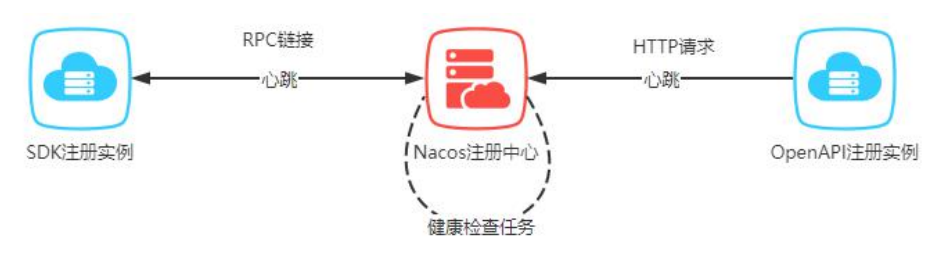 RPC链接
心跳
HTTP请求
心跳
SDK注册实例
Nacos注册中心
OpenAPI注册实例
健康检查任务